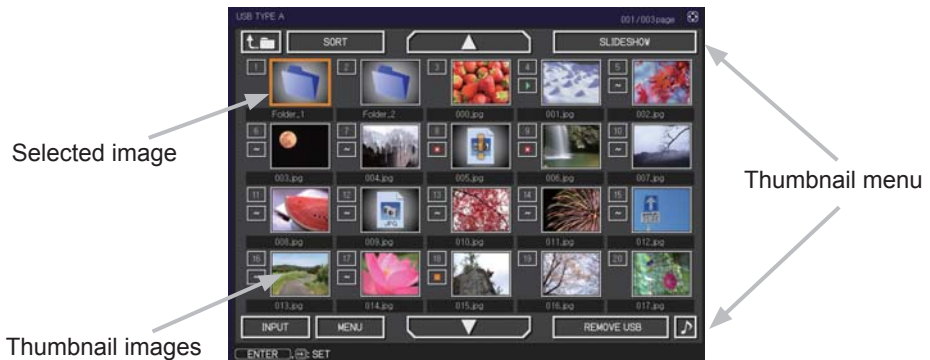 USB TYPE A 001/003page
SORT SLIDESHOW
1 2 3 4 5
Folder_1 Folder_2 000.jpg 001.jpg 002.jpg
6 7 8 9 10
003.jpg 004.jpg 005.jpg 006.jpg 007.jpg
11 12 13 14 15
JPG
008.jpg 009.jpg 010.jpg 011.jpg 012.jpg
16 17 18 19 20
013.jpg 014.jpg 015.jpg 016.jpg 017.jpg
INPUT MENU REMOVE USB
ENTER , : SET
Selected image
Thumbnail menu
Thumbnail images